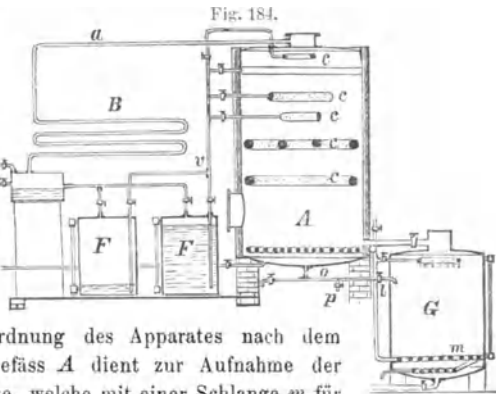 Fig. 184.
a
c
B
c
c
v
c
c
F
F
A
o
p
l
G
m
rdnung des Apparates nach dem
efäss A dient zur Aufnahme der
welche mit einer Schlange m für